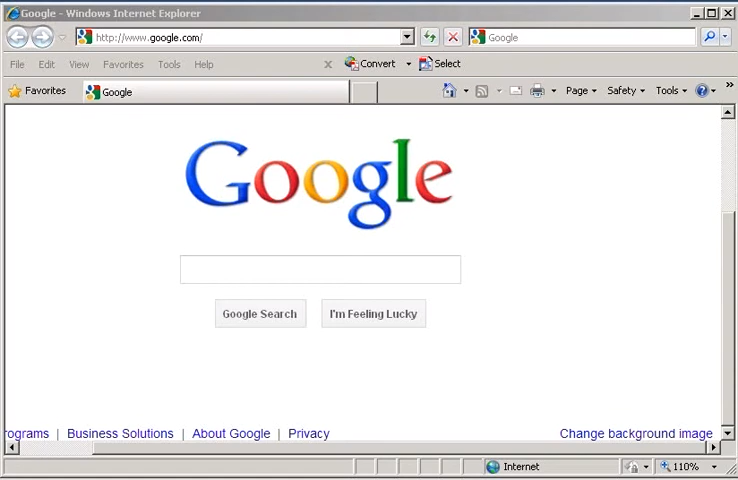 Google - Windows Internet Explorer
http://www.google.com/
Google
File Edit View Favorites Tools Help x Convert Select
Favorites Google Page Safety Tools ? »
Google
Google Search I'm Feeling Lucky
rograms | Business Solutions | About Google | Privacy Change background image
Internet 110%